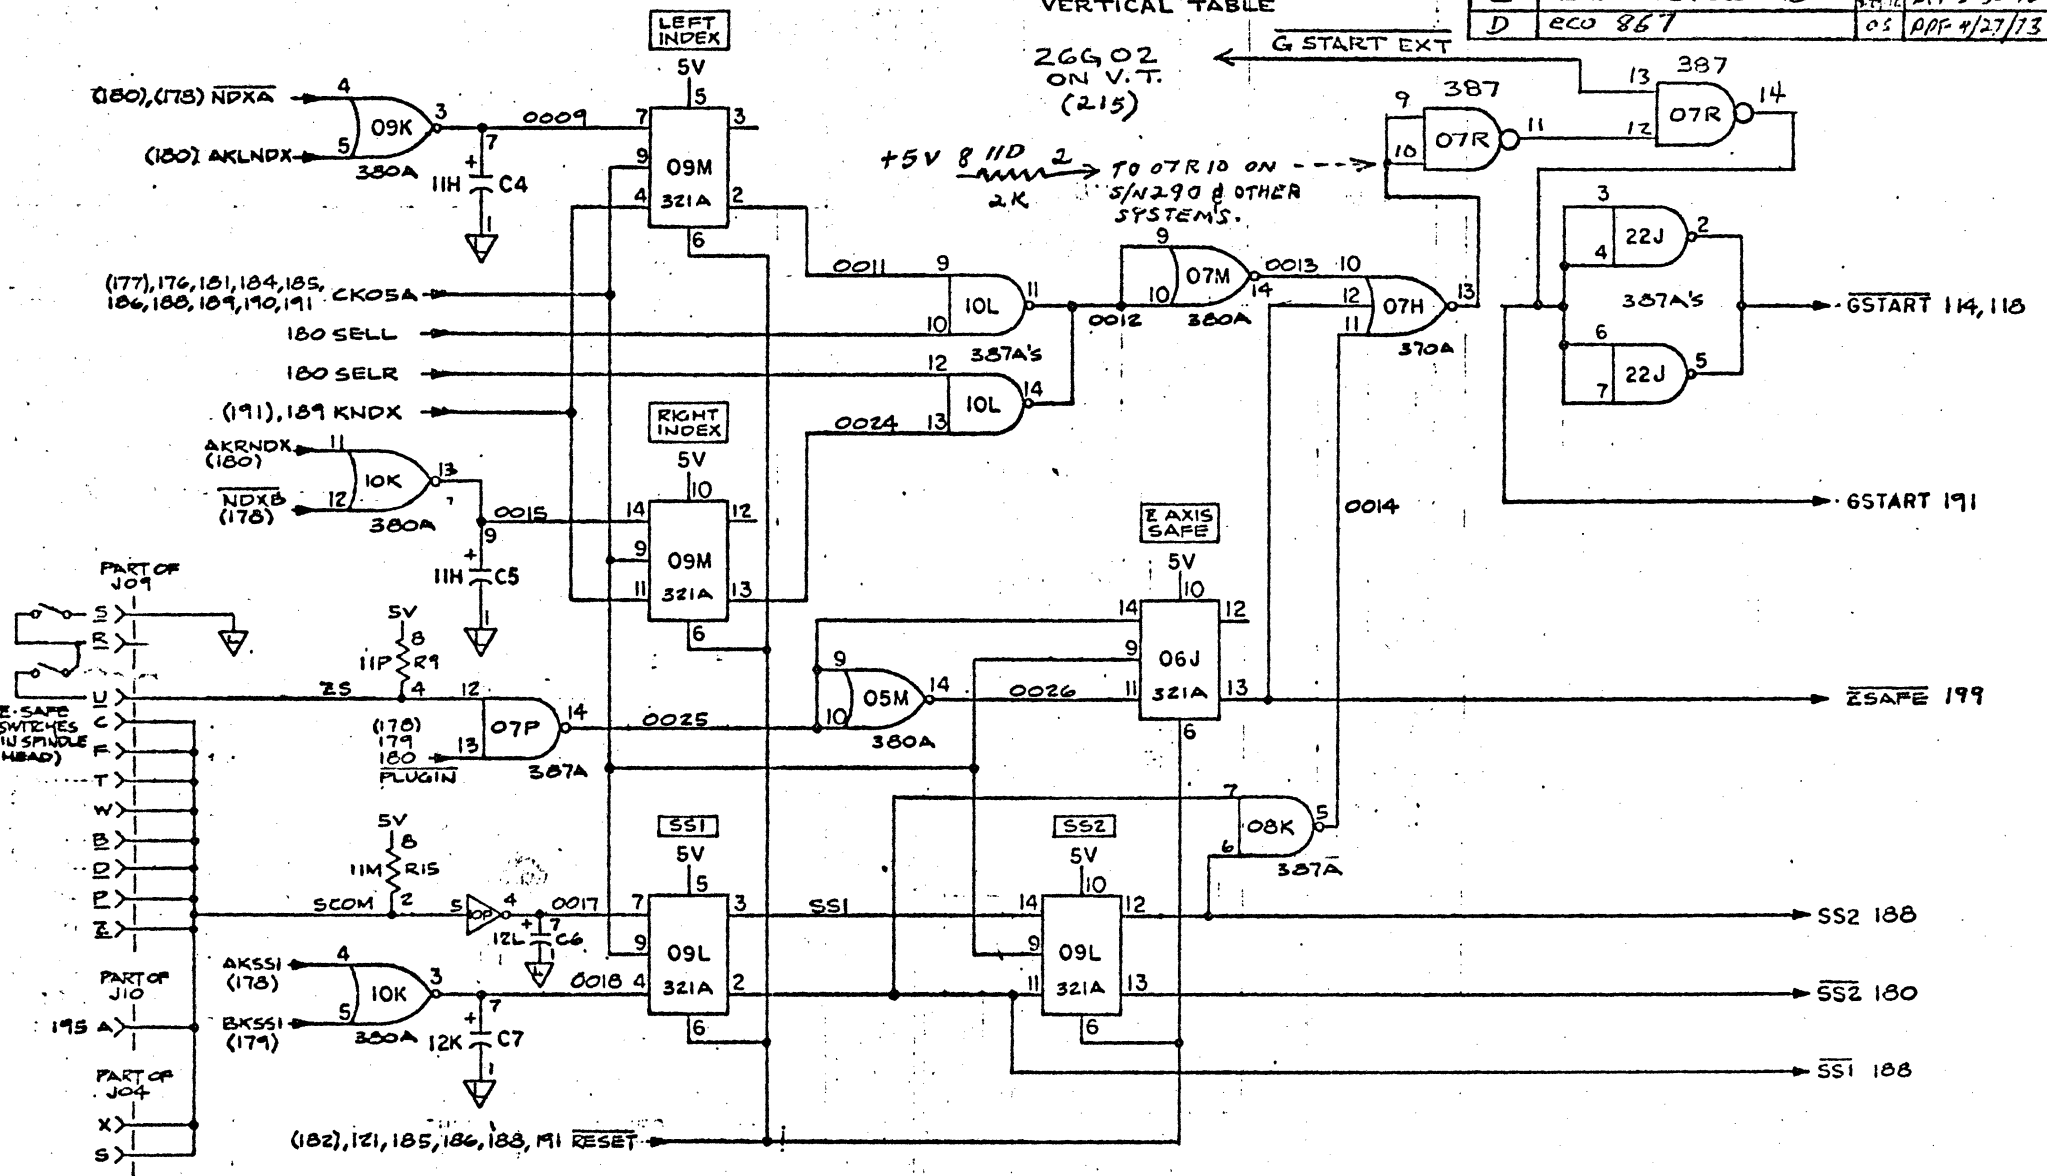 VERTICAL TABLE
D eco 867 OS PPF 4/27/73
LEFT INDEX
5V
26G02
ON V.T.
(215)
G START EXT
387
13 12 07R 14
387
9 10 07R 11
(180),(178) NDXA
4 5 09K 3
380A
(180) AKLNDX
0009
7
+
11H C4
1
5 7 3 9 09M 4 321A 2 6
+5V 8 11D 2
2K
TO 07R10 ON
S/N290 & OTHER
SYSTEM'S.
3 4 22J 2
387A'S
6 7 22J 5
GSTART 114,118
(177),176,181,184,185,
186,188,189,190,191 CK05A
180 SELL
180 SELR
(191),189 KNDX
0011
9 10 10L 11
387A'S
12 13 10L 14
0024
0012
9 10 07M 14
380A
0013
10 12 11 07H 13
370A
0014
GSTART 191
RIGHT INDEX
5V
10 14 12 9 09M 11 321A 13 6
AKRNDX
(180)
11 12 10K 13
380A
NDXB
(178)
0015
9
+
11H C5
1
PART OF
J09
S
R
U
C
F
T
W
B
D
P
E
5V
8
11P R9
4
ZS
12 13 07P 14
387A
(178)
179
180
PLUGIN
0025
9 10 05M 14
380A
0026
Z AXIS
SAFE
5V
10 14 12 9 06J 11 321A 13 6
ZSAFE 199
SWITCHES
IN SPINDLE
HEAD)
5V
8
11M R15
2
SCOM
5 4
0017
7
+
12L C6
1
SS1
5V
5 7 3 9 09L 4 321A 2 6
SS1
SS2
5V
10 14 12 9 09L 11 321A 13 6
7 6 08K 5
387A
SS2 188
SS2 180
SS1 188
AKSS1
(178)
4 5 10K 3
380A
BKSS1
(179)
0018
7
+
12K C7
1
PART OF
J10
195 A
PART OF
J04
X
S
(182),121,185,186,188,191 RESET